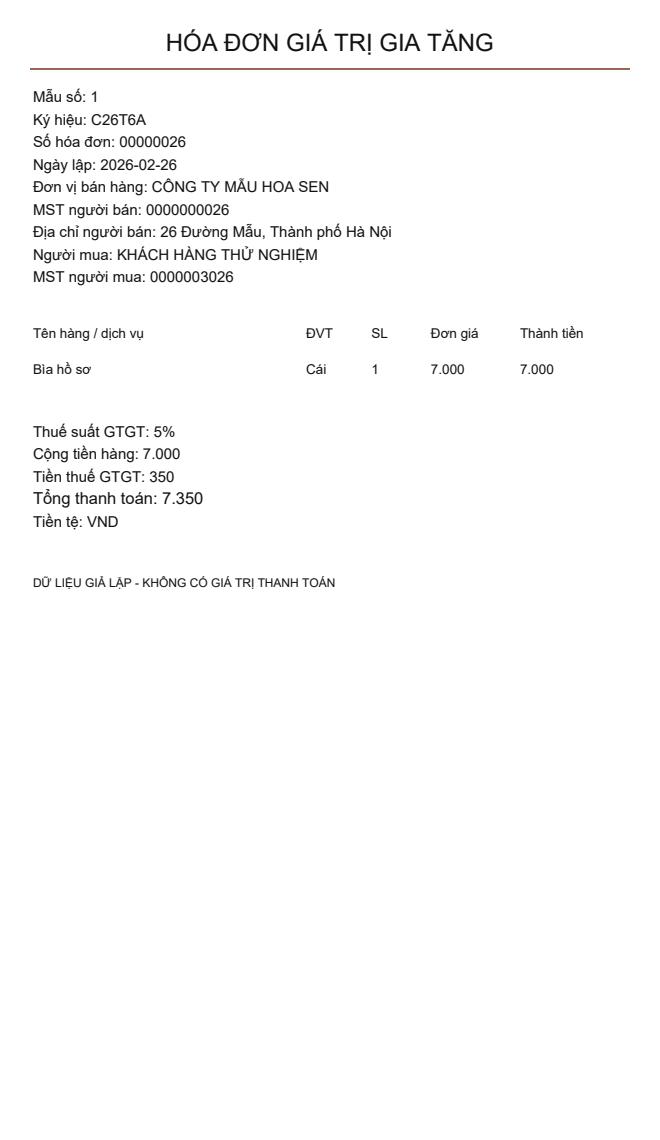 HÓA ĐƠN GIÁ TRỊ GIA TĂNG
Mẫu số: 1
Ký hiệu: C26T6A
Số hóa đơn: 00000026
Ngày lập: 2026-02-26
Đơn vị bán hàng: CÔNG TY MẪU HOA SEN
MST người bán: 0000000026
Địa chỉ người bán: 26 Đường Mẫu, Thành phố Hà Nội
Người mua: KHÁCH HÀNG THỬ NGHIỆM
MST người mua: 0000003026
Tên hàng / dịch vụ ĐVT SL Đơn giá Thành tiền
Bìa hồ sơ Cái 1 7.000 7.000
Thuế suất GTGT: 5%
Cộng tiền hàng: 7.000
Tiền thuế GTGT: 350
Tổng thanh toán: 7.350
Tiền tệ: VND
DỮ LIỆU GIẢ LẬP - KHÔNG CÓ GIÁ TRỊ THANH TOÁN